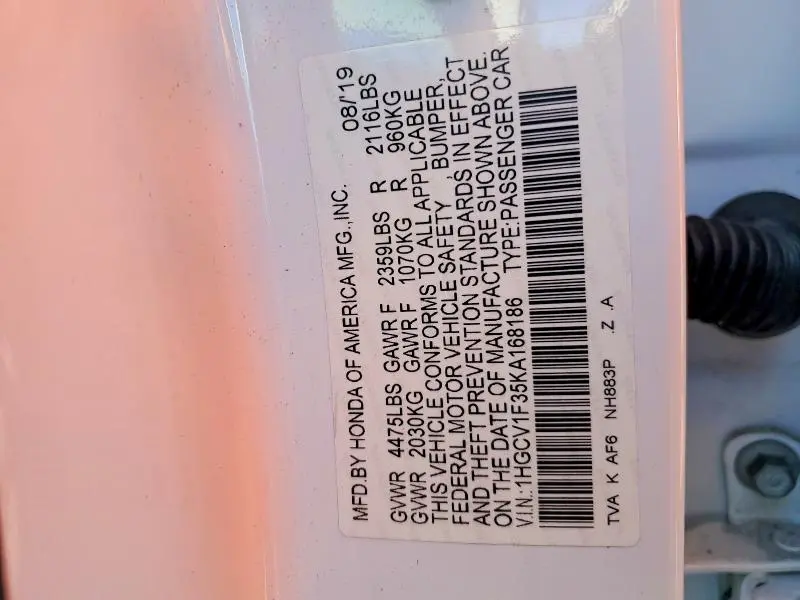 MFD.BY HONDA OF AMERICA MFG.,INC. 08/'19
GVWR 4475LBS GAWR F 2359LBS R 2116LBS
GVWR 2030KG GAWR F 1070KG R 960KG
THIS VEHICLE CONFORMS TO ALL APPLICABLE
FEDERAL MOTOR VEHICLE SAFETY , BUMPER,
AND THEFT PREVENTION STANDARDS IN EFFECT
ON THE DATE OF MANUFACTURE SHOWN ABOVE.
V.I.N.:1HGCV1F35KA168186 TYPE:PASSENGER CAR
TVA K AF6 NH883P .Z .A